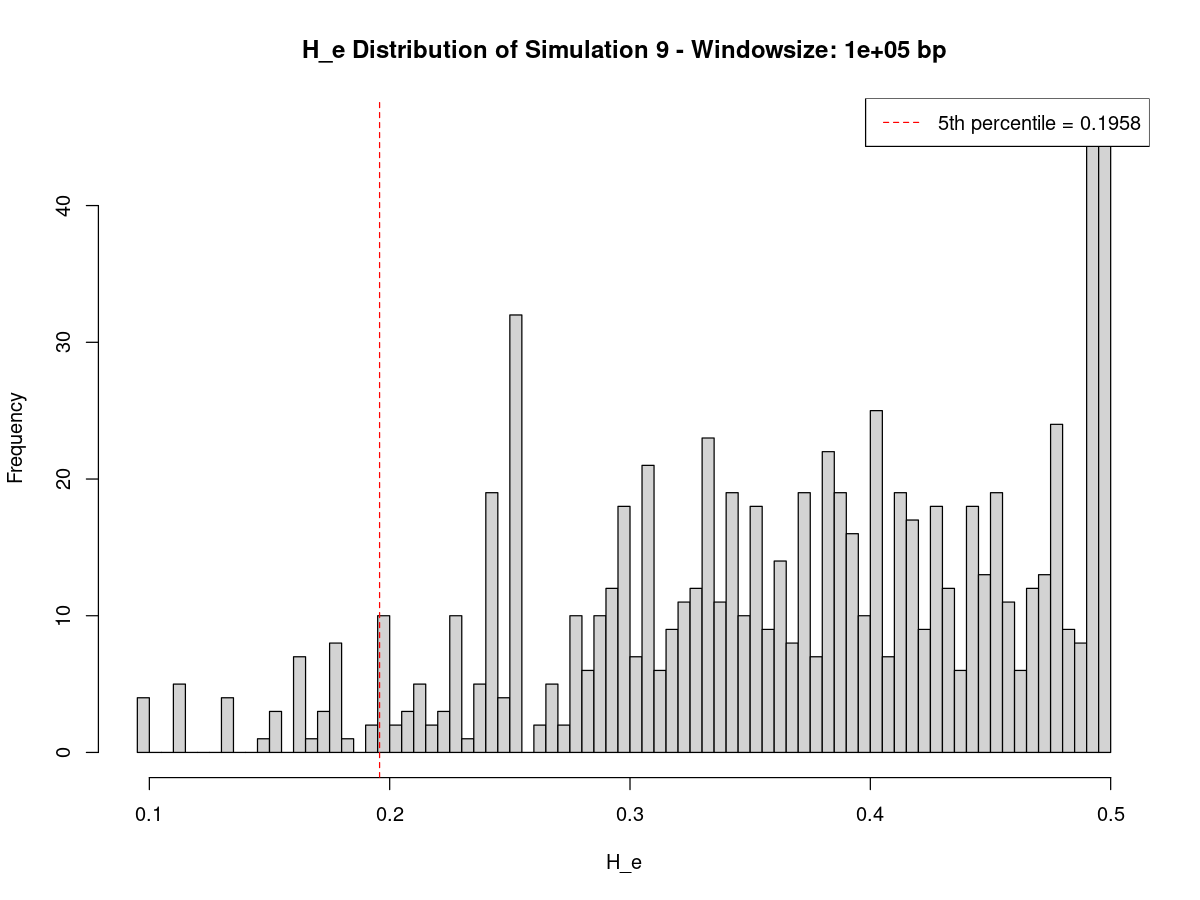 H_e Distribution of Simulation 9 - Windowsize: 1e+05 bp
5th percentile = 0.1958
Frequency
40
30
20
10
0
0.1 0.2 0.3 0.4 0.5
H_e